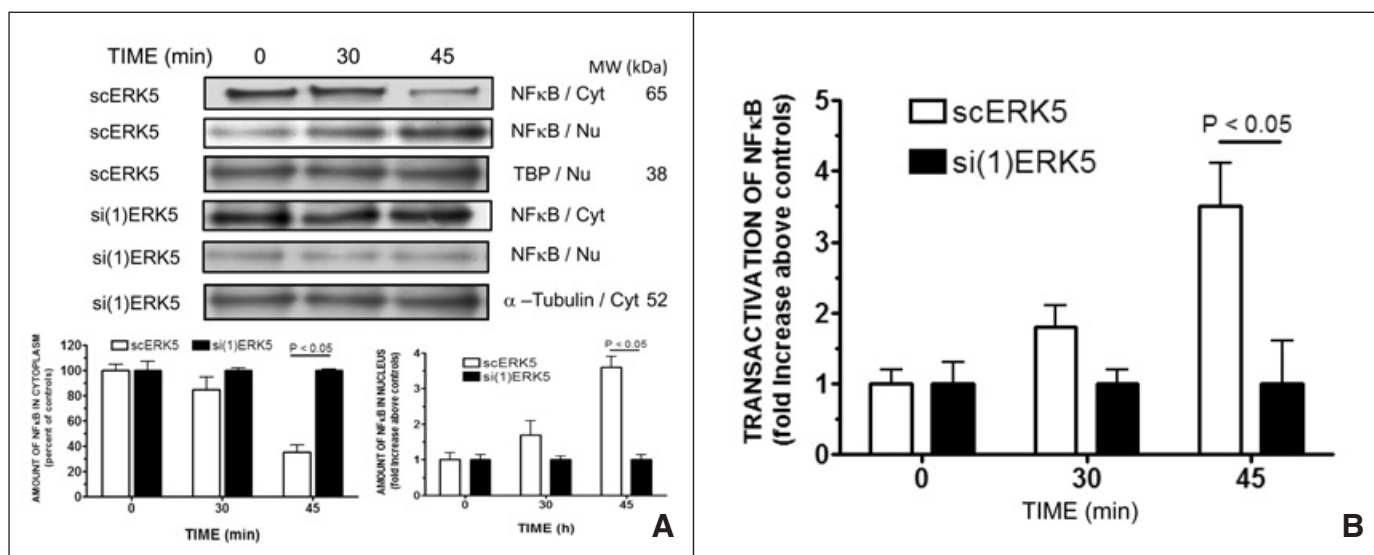 TIME (min) 0 30 45 MW (kDa)
scERK5 NFκB / Cyt 65
scERK5 NFκB / Nu
scERK5 TBP / Nu 38
si(1)ERK5 NFκB / Cyt
si(1)ERK5 NFκB / Nu
si(1)ERK5 α –Tubulin / Cyt 52
AMOUNT OF NFκB IN CYTOPLASM
(percent of controls)
120
100
80
60
40
20
0
scERK5 si(1)ERK5
P < 0.05
0 30 45
TIME (min)
AMOUNT OF NFκB IN NUCLEUS
(fold Increase above controls)
4
3
2
1
0
scERK5
si(1)ERK5
P < 0.05
0 30 45
TIME (h)
A
TRANSACTIVATION OF NFκB
(fold Increase above controls)
5
4
3
2
1
0
scERK5
si(1)ERK5
P < 0.05
0 30 45
TIME (min)
B